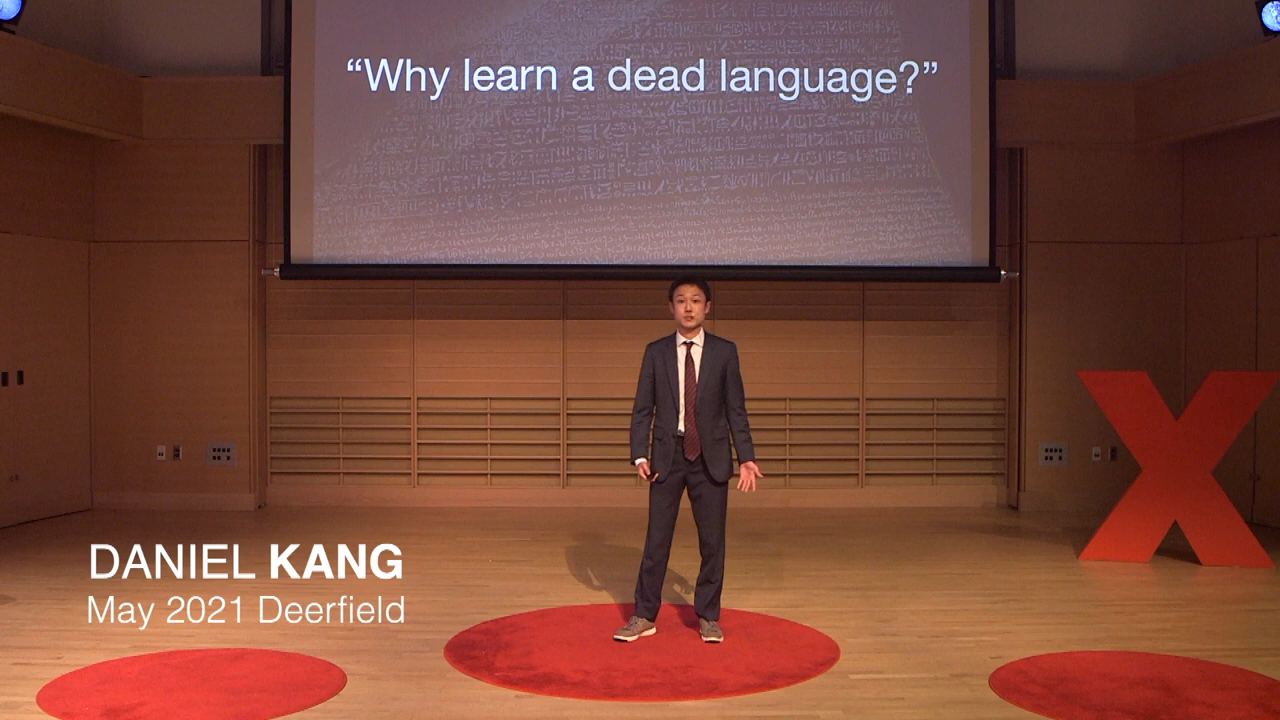 “Why learn a dead language?”
X
DANIEL KANG
May 2021 Deerfield